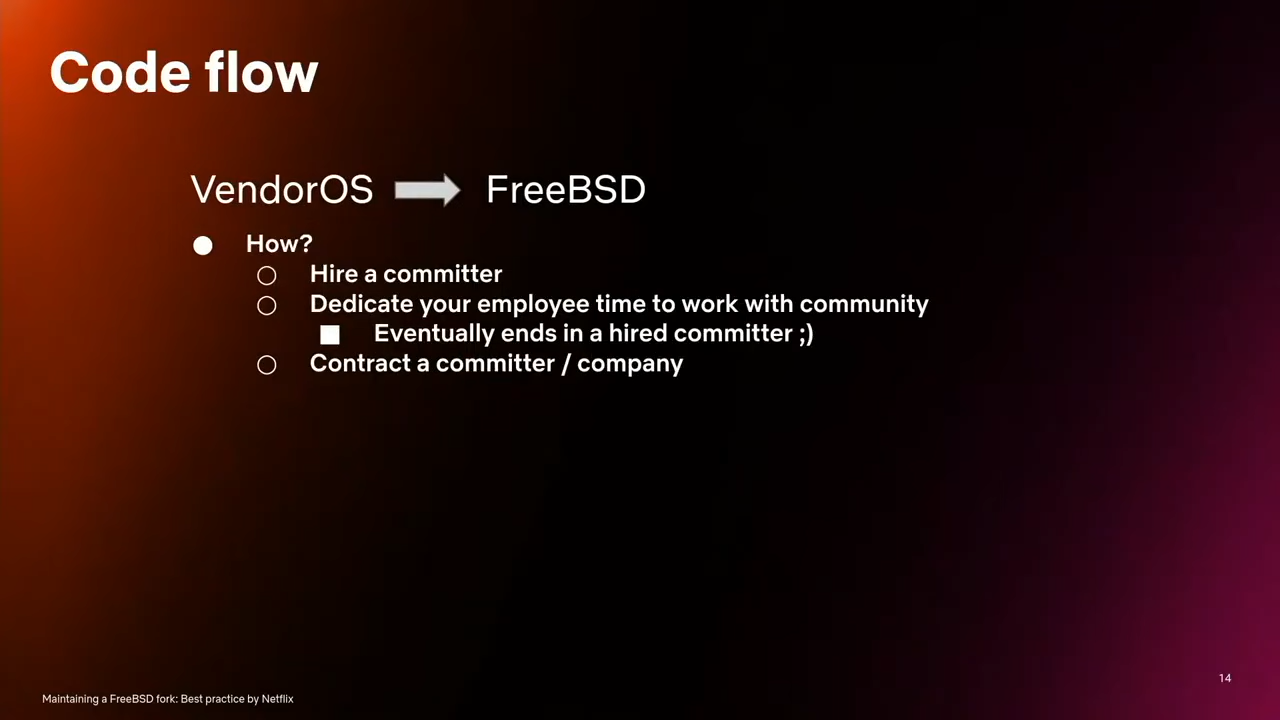 Code flow
VendorOS FreeBSD
● How?
○ Hire a committer
○ Dedicate your employee time to work with community
■ Eventually ends in a hired committer ;)
○ Contract a committer / company
14
Maintaining a FreeBSD fork: Best practice by Netflix